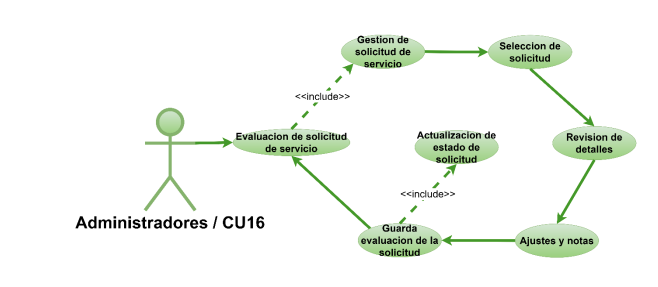 Gestion de
solicitud de
servicio
Seleccion de
solicitud
<<include>>
Evaluacion de solicitud
de servicio
Actualizacion de
estado de
solicitud
Revision de
detalles
<<include>>
Administradores / CU16
Guarda
evaluacion de la
solicitud
Ajustes y notas